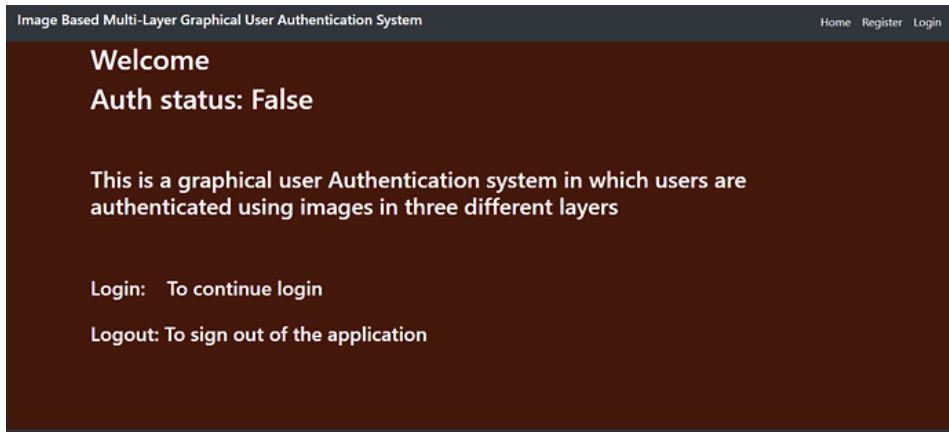 Image Based Multi-Layer Graphical User Authentication System
Home Register Login
Welcome
Auth status: False
This is a graphical user Authentication system in which users are
authenticated using images in three different layers
Login: To continue login
Logout: To sign out of the application